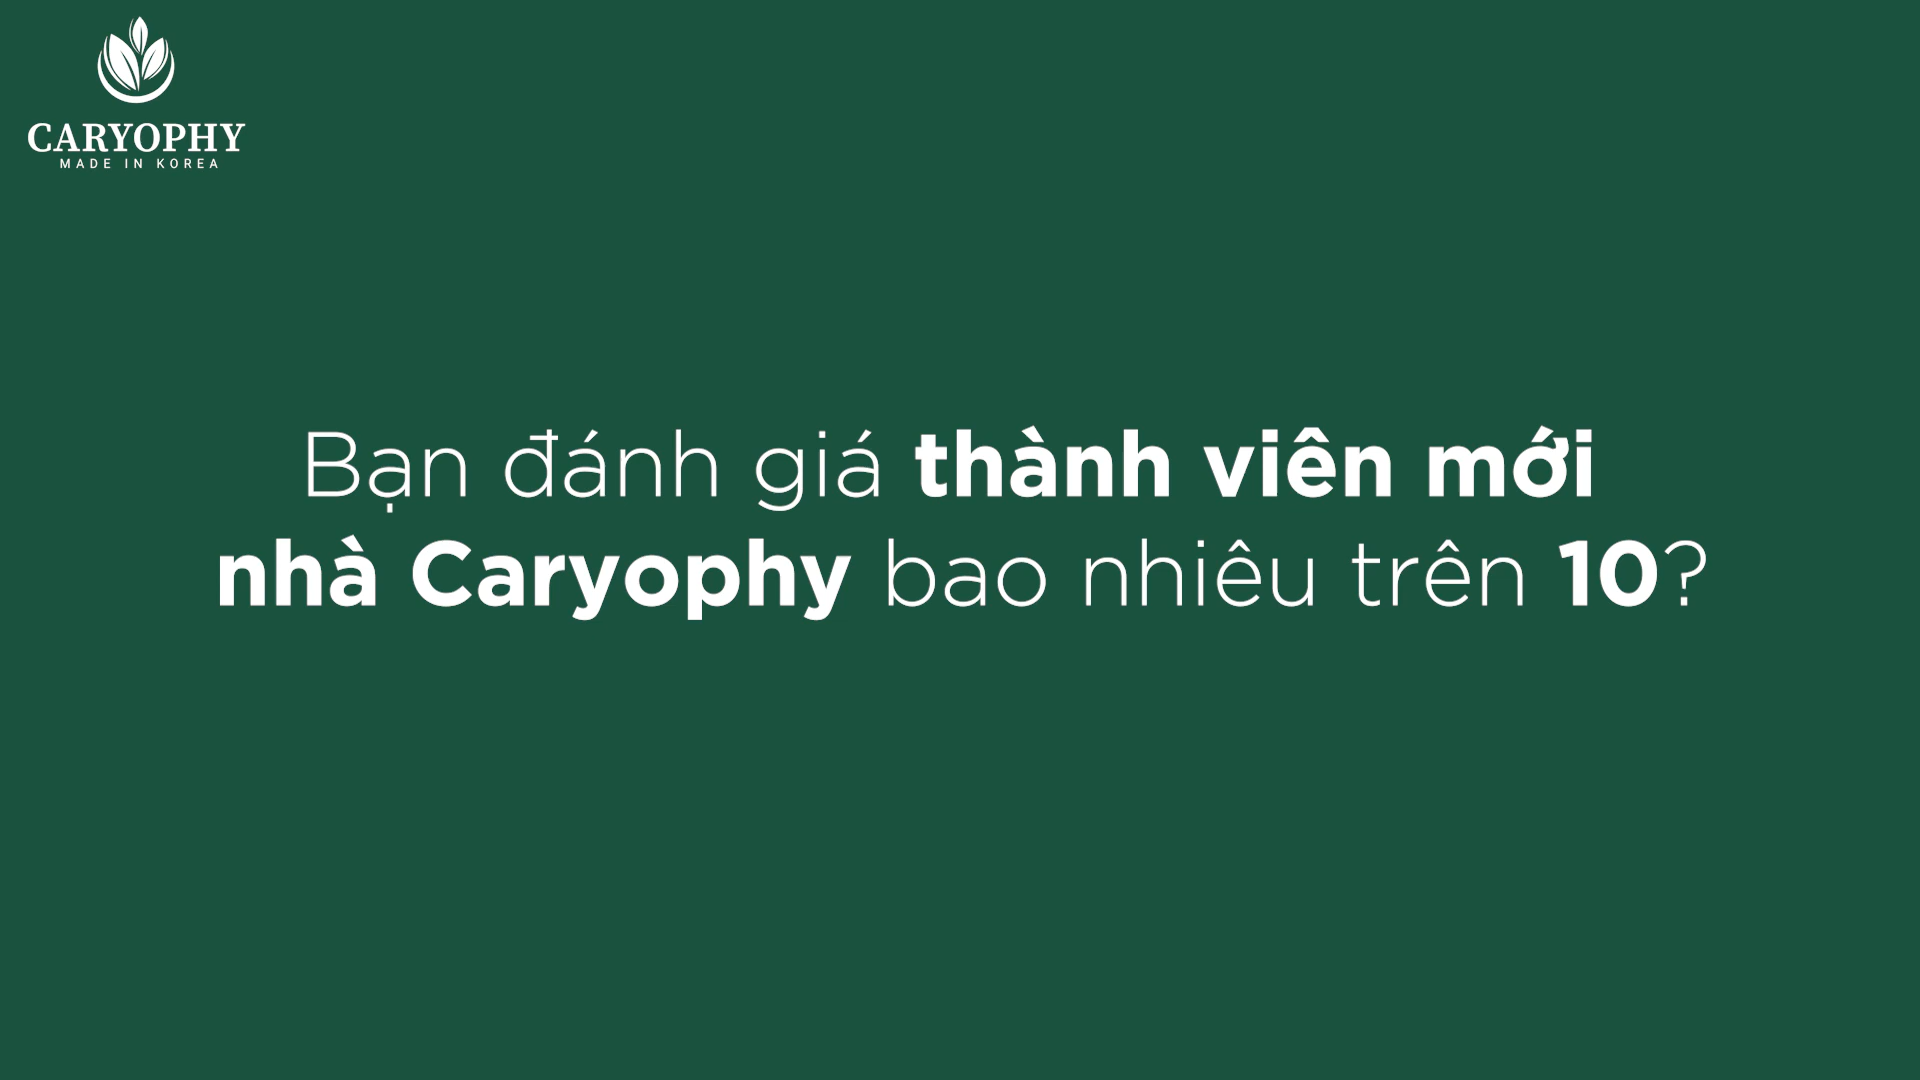 CARYOPHY
MADE IN KOREA
Bạn đánh giá thành viên mới
nhà Caryophy bao nhiêu trên 10?